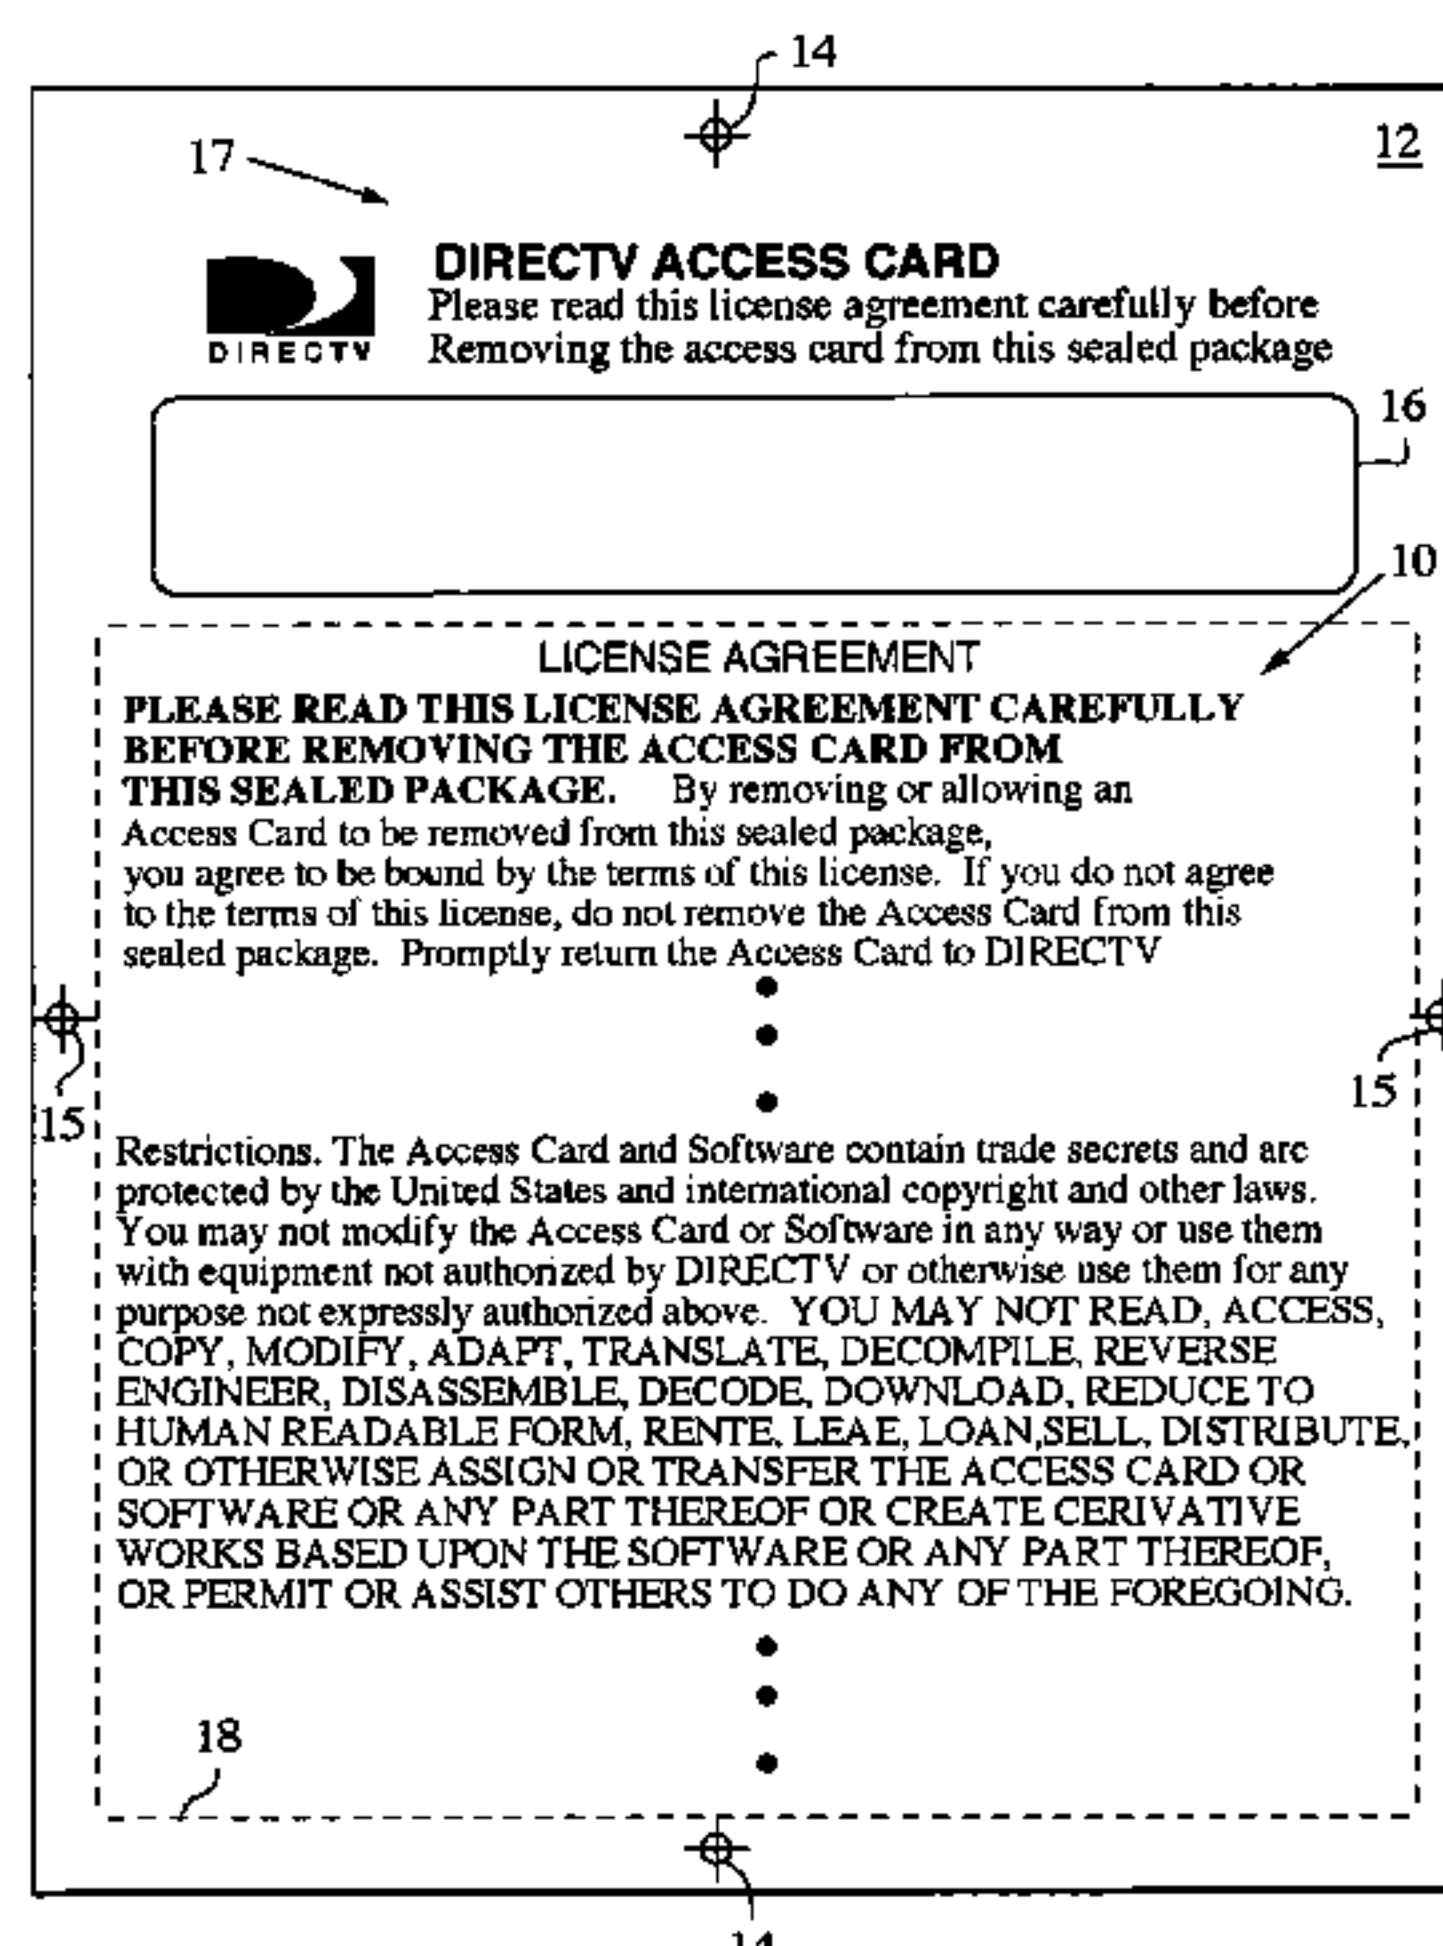 14
12
17
DIRECTV ACCESS CARD
Please read this license agreement carefully before
DIRECTV
Removing the access card from this sealed package
16
10
LICENSE AGREEMENT
PLEASE READ THIS LICENSE AGREEMENT CAREFULLY
BEFORE REMOVING THE ACCESS CARD FROM
THIS SEALED PACKAGE. By removing or allowing an
Access Card to be removed from this sealed package,
you agree to be bound by the terms of this license. If you do not agree
to the terms of this license, do not remove the Access Card from this
sealed package. Promptly return the Access Card to DIRECTV
15
15
Restrictions. The Access Card and Software contain trade secrets and are
protected by the United States and international copyright and other laws.
You may not modify the Access Card or Software in any way or use them
with equipment not authorized by DIRECTV or otherwise use them for any
purpose not expressly authorized above. YOU MAY NOT READ, ACCESS,
COPY, MODIFY, ADAPT, TRANSLATE, DECOMPILE, REVERSE
ENGINEER, DISASSEMBLE, DECODE, DOWNLOAD, REDUCE TO
HUMAN READABLE FORM, RENTE, LEAE, LOAN,SELL, DISTRIBUTE,
OR OTHERWISE ASSIGN OR TRANSFER THE ACCESS CARD OR
SOFTWARE OR ANY PART THEREOF OR CREATE CERIVATIVE
WORKS BASED UPON THE SOFTWARE OR ANY PART THEREOF,
OR PERMIT OR ASSIST OTHERS TO DO ANY OF THE FOREGOING.
18
14